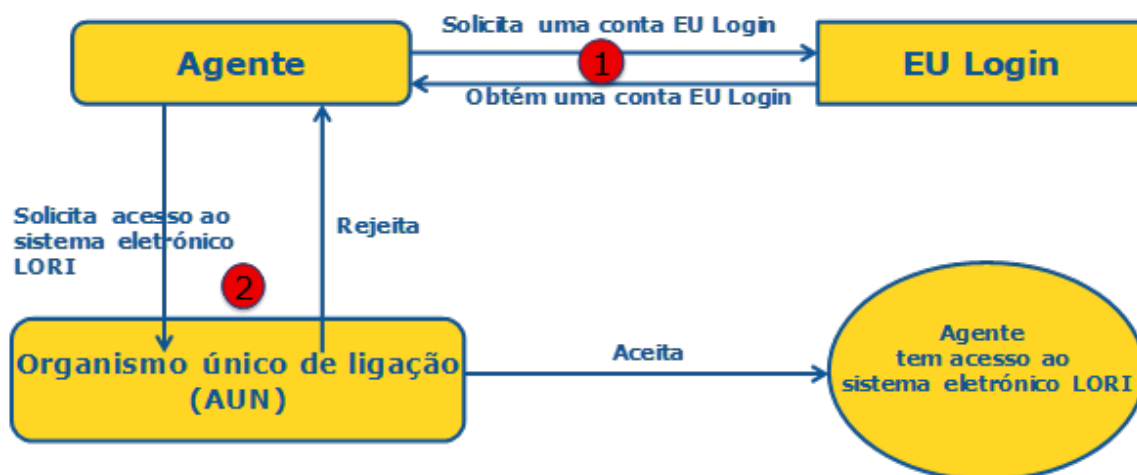 Solicita uma conta EU Login
Agente
1
EU Login
Obtém uma conta EU Login
Solicita acesso ao
sistema eletrónico
LORI
Rejeita
2
Organismo único de ligação
(AUN)
Aceita
Agente
tem acesso ao
sistema eletrónico LORI